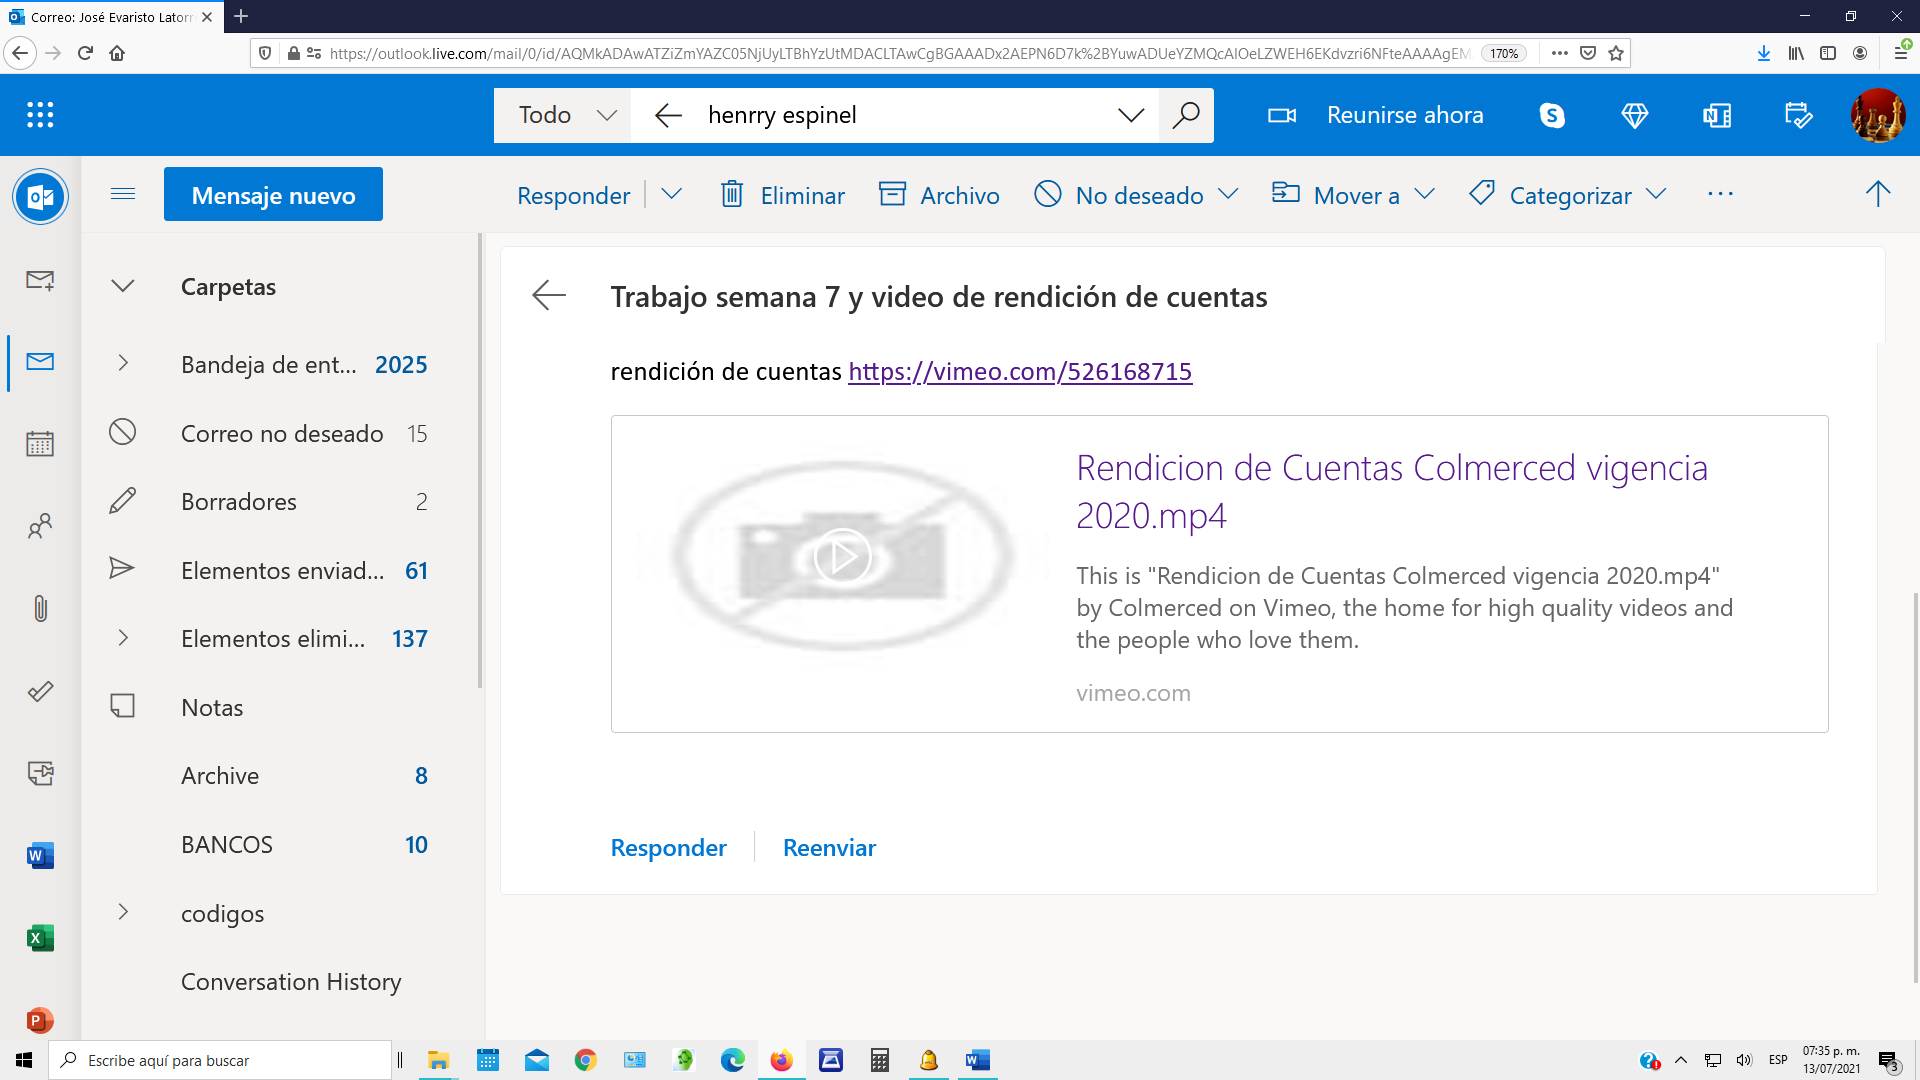 Correo: José Evaristo Latorr
https://outlook.live.com/mail/0/id/AQMkADAwATZiZmYAZC05NjUyLTBhYzUtMDACLTAwCgBGAAADx2AEPN6D7k%2BYuwADUeYZMQcAIOeLZWEH6EKdvzri6NFteAAAAgEM
170%
Todo
henrry espinel
Reunirse ahora
Mensaje nuevo
Responder
Eliminar
Archivo
No deseado
Mover a
Categorizar
Carpetas
Bandeja de ent... 2025
Correo no deseado 15
Borradores 2
Elementos enviad... 61
Elementos elimi... 137
Notas
Archive 8
BANCOS 10
codigos
Conversation History
Trabajo semana 7 y video de rendición de cuentas
rendición de cuentas https://vimeo.com/526168715
Rendicion de Cuentas Colmerced vigencia
2020.mp4
This is "Rendicion de Cuentas Colmerced vigencia 2020.mp4"
by Colmerced on Vimeo, the home for high quality videos and
the people who love them.
vimeo.com
Responder
Reenviar
Escribe aquí para buscar
ESP
07:35 p. m.
13/07/2021
3